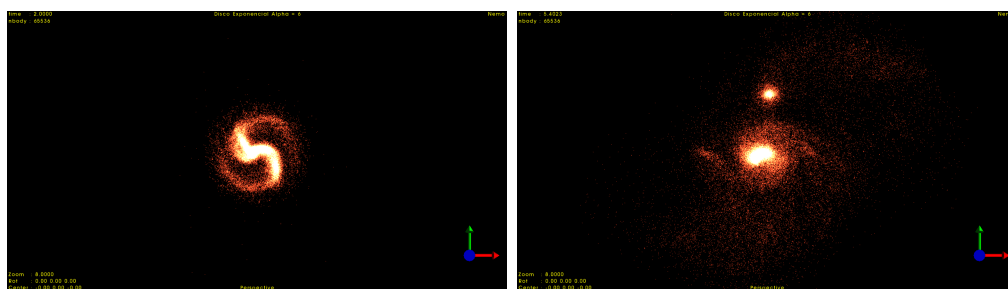 time : 2.0000
Disco Exponencial Alpha = 6
Nemo
nbody : 65536
Zoom : 8.0000
Rot : 0.00 0.00 0.00
Center : -0.00 0.00 0.00
Perspective
time : 5.4023
Disco Exponencial Alpha = 6
Nem
nbody : 65536
Zoom : 8.0000
Rot : 0.00 0.00 0.00
Center : -0.00 0.00 -0.00
Perspective